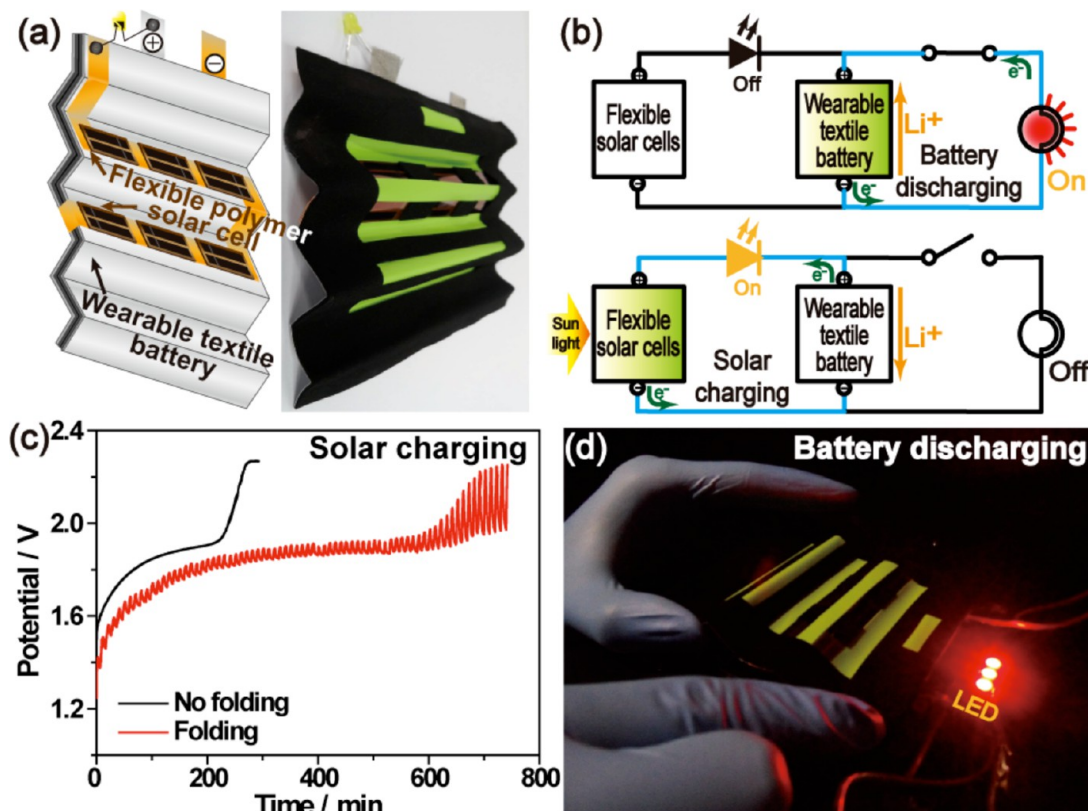 (a)
+
−
Flexible polymer
solar cell
Wearable textile
battery
(b)
Off
Flexible
solar cells
Wearable
textile
battery
Li+
e-
Battery
discharging
e-
On
Sun
light
Flexible
solar cells
On
e-
Wearable
textile
battery
Li+
Solar
charging
e-
Off
(c)
Solar charging
Potential / V
2.4
2.0
1.6
1.2
No folding
Folding
0
200
400
600
800
Time / min
(d)
Battery discharging
LED